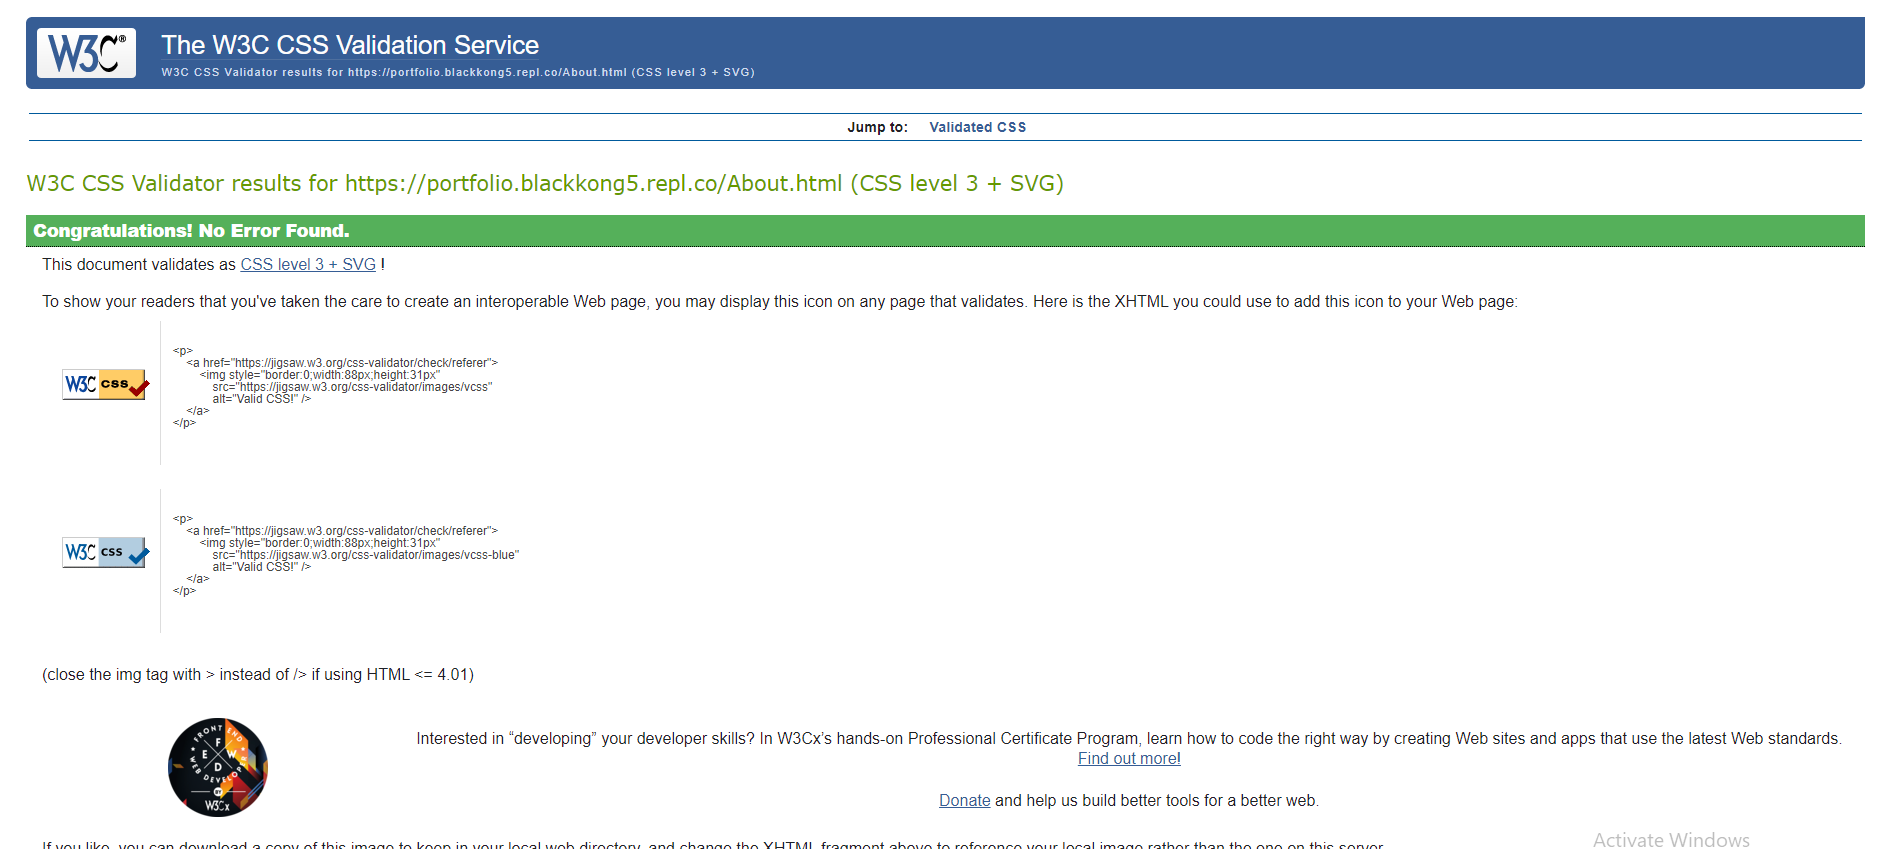 W3C®
The W3C CSS Validation Service
W3C CSS Validator results for https://portfolio.blackkong5.repl.co/About.html (CSS level 3 + SVG)
Jump to: Validated CSS
W3C CSS Validator results for https://portfolio.blackkong5.repl.co/About.html (CSS level 3 + SVG)
Congratulations! No Error Found.
This document validates as CSS level 3 + SVG !
To show your readers that you've taken the care to create an interoperable Web page, you may display this icon on any page that validates. Here is the XHTML you could use to add this icon to your Web page:
W3C css
<p>
<a href="https://jigsaw.w3.org/css-validator/check/referer">
<img style="border:0;width:88px;height:31px"
src="https://jigsaw.w3.org/css-validator/images/vcss"
alt="Valid CSS!" />
</a>
</p>
W3C css
<p>
<a href="https://jigsaw.w3.org/css-validator/check/referer">
<img style="border:0;width:88px;height:31px"
src="https://jigsaw.w3.org/css-validator/images/vcss-blue"
alt="Valid CSS!" />
</a>
</p>
(close the img tag with > instead of /> if using HTML <= 4.01)
FRONT END
F
E W
D
WEB DEVELOPER
BY
W3Cx
Interested in “developing” your developer skills? In W3Cx’s hands-on Professional Certificate Program, learn how to code the right way by creating Web sites and apps that use the latest Web standards.
Find out more!
Donate and help us build better tools for a better web.
If you like, you can download a copy of this image to keep in your local web directory, and change the XHTML fragment above to reference your local image rather than the one on this server.
Activate Windows